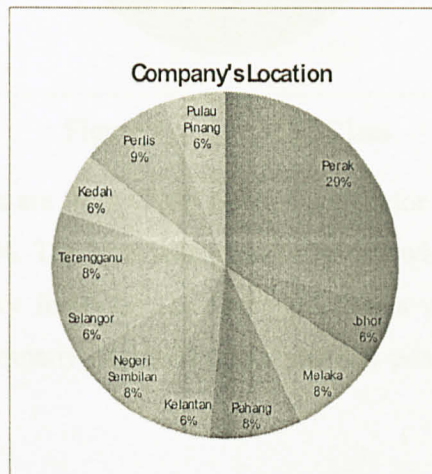 Company's Location
Pulau
Pinang
6%
Perak
29%
Johor
6%
Melaka
8%
Pahang
8%
Kelantan
6%
Negeri
Sembilan
8%
Selangor
6%
Terengganu
8%
Kedah
6%
Perlis
9%